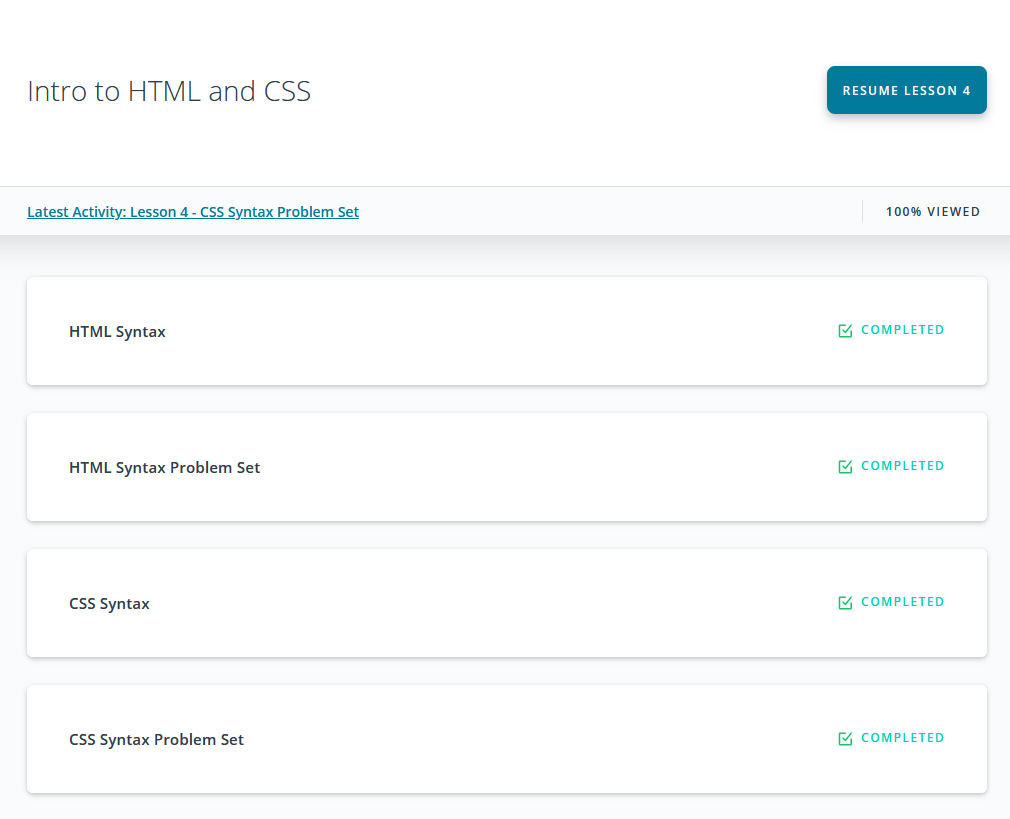 Intro to HTML and CSS
RESUME LESSON 4
Latest Activity: Lesson 4 - CSS Syntax Problem Set
100% VIEWED
HTML Syntax
COMPLETED
HTML Syntax Problem Set
COMPLETED
CSS Syntax
COMPLETED
CSS Syntax Problem Set
COMPLETED